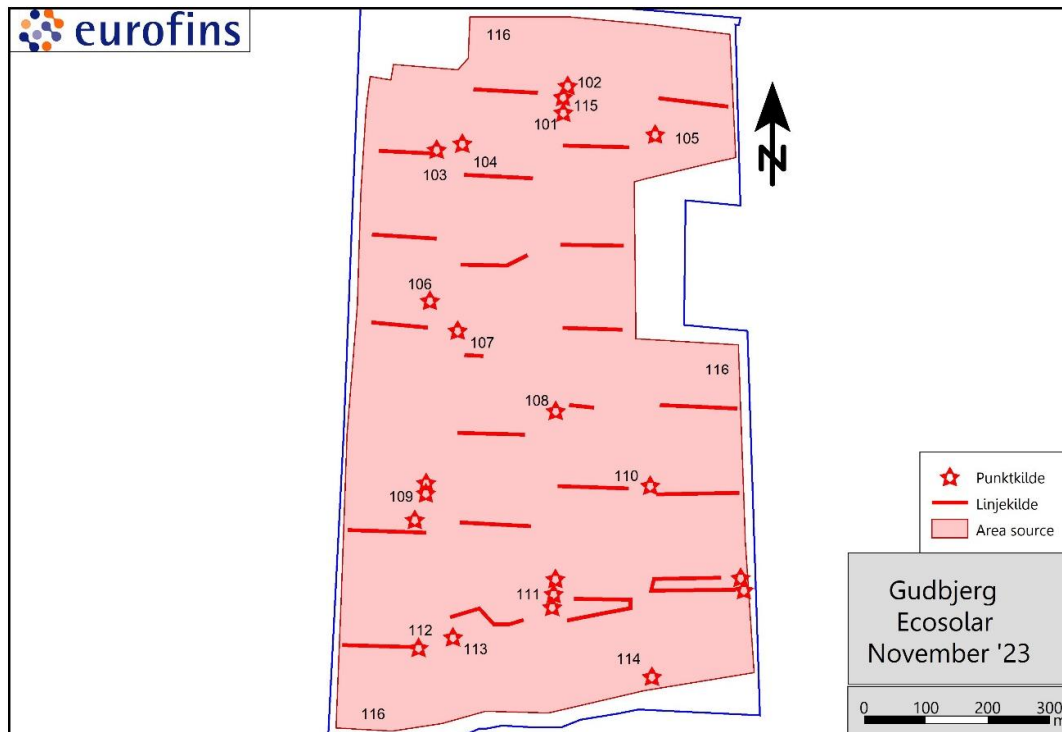 eurofins
116
102
115
101
105
104
103
106
107
116
108
110
109
111
112
113
114
116
Punktkilde
Linjekilde
Area source
Gudbjerg
Ecosolar
November '23
0 100 200 300
m
N